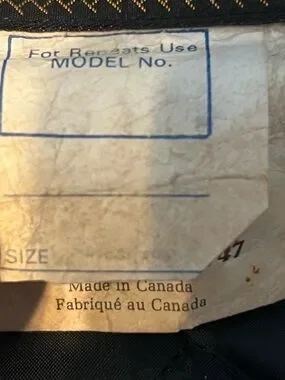 For Repeats Use
MODEL No.
SIZE
47
Made in Canada
Fabriqué au Canada